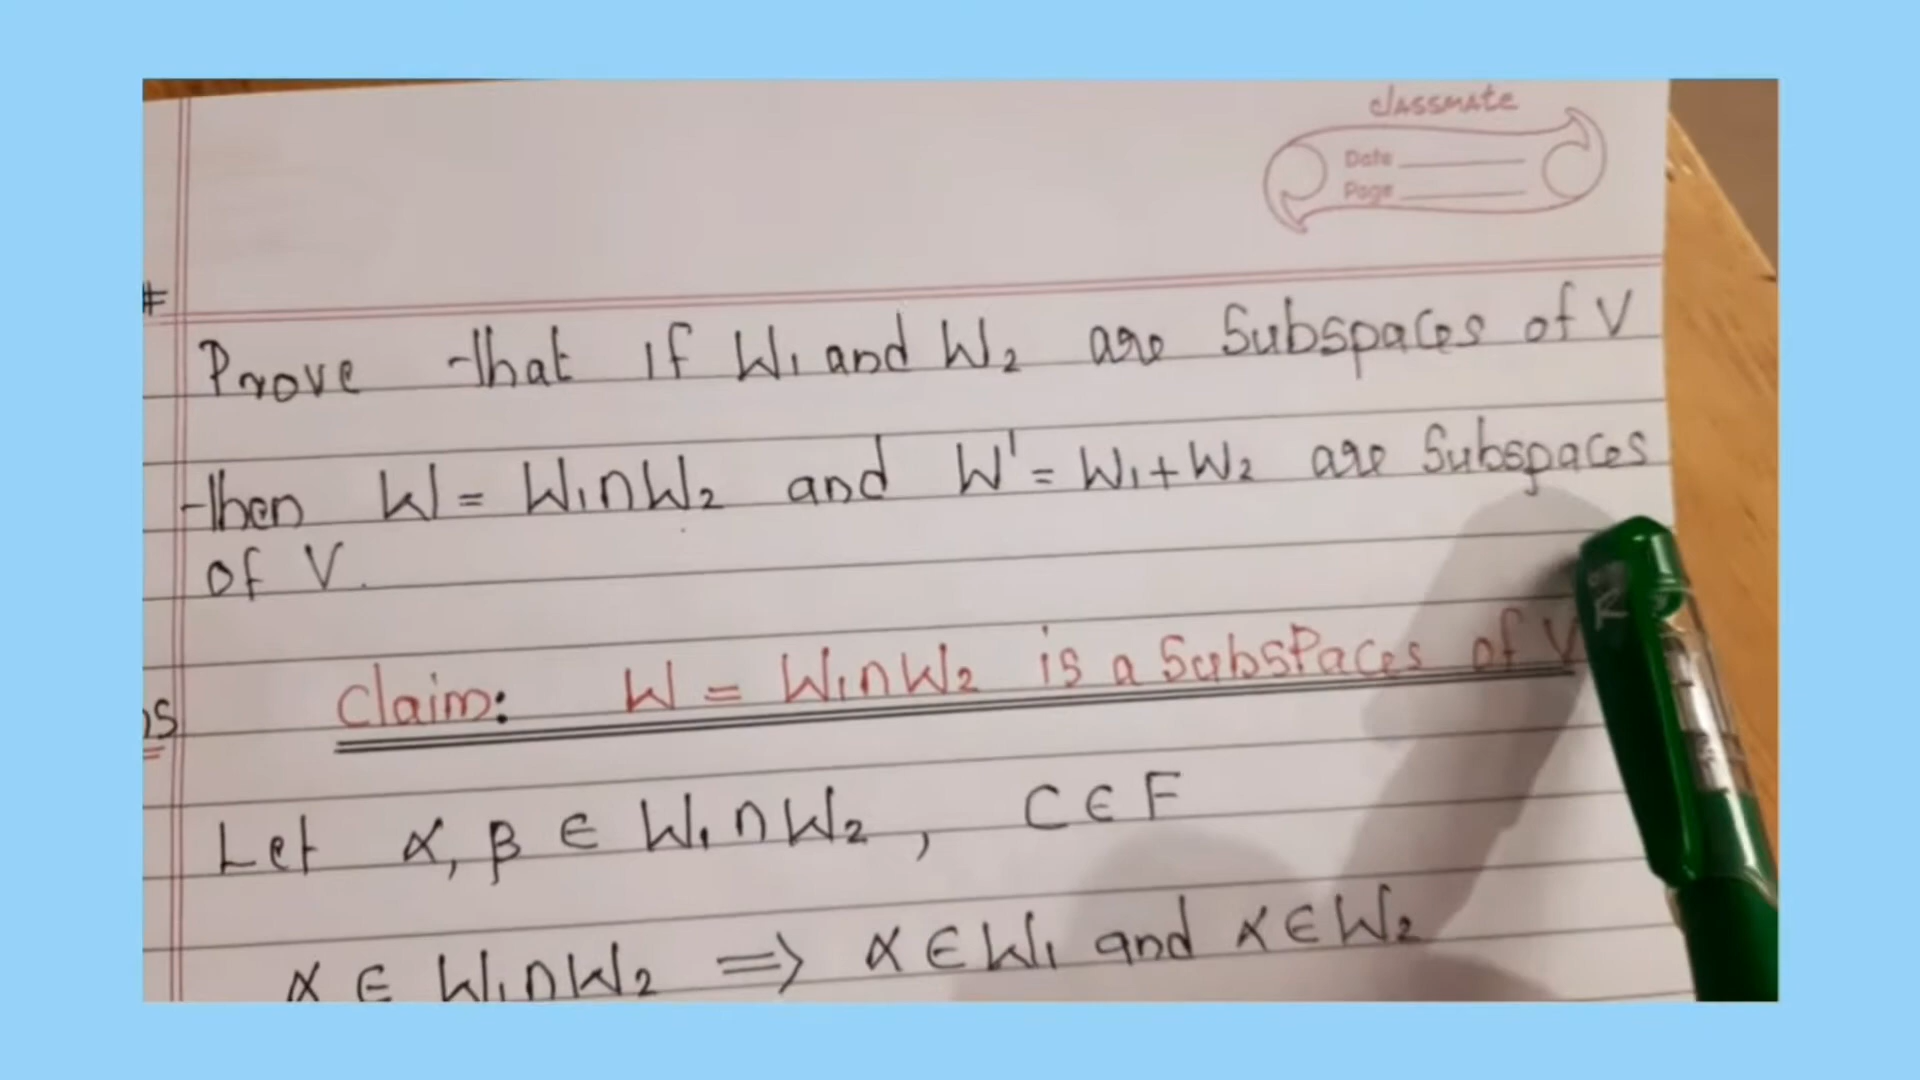 classmate
Date
Page
#
Prove that if W₁ and W₂ are Subspaces of V
then W = W₁∩W₂ and W' = W₁+W₂ are Subspaces
of V.
Claim: W = W₁∩W₂ is a SubsPaces of V
Let α, β ∈ W₁∩W₂, C ∈ F
α ∈ W₁∩W₂ ⇒ α ∈ W₁ and α ∈ W₂